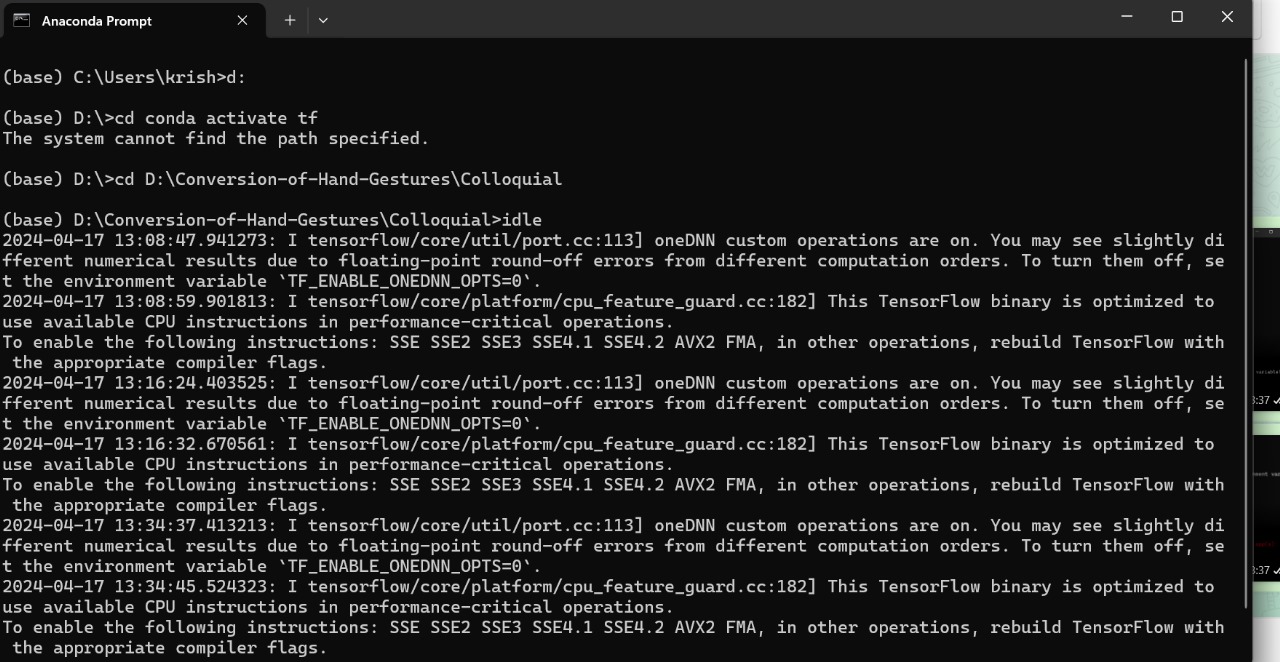 Anaconda Prompt
(base) C:\Users\krish>d:
(base) D:\>cd conda activate tf
The system cannot find the path specified.
(base) D:\>cd D:\Conversion-of-Hand-Gestures\Colloquial
(base) D:\Conversion-of-Hand-Gestures\Colloquial>idle
2024-04-17 13:08:47.941273: I tensorflow/core/util/port.cc:113] oneDNN custom operations are on. You may see slightly di
fferent numerical results due to floating-point round-off errors from different computation orders. To turn them off, se
t the environment variable `TF_ENABLE_ONEDNN_OPTS=0`.
2024-04-17 13:08:59.901813: I tensorflow/core/platform/cpu_feature_guard.cc:182] This TensorFlow binary is optimized to
use available CPU instructions in performance-critical operations.
To enable the following instructions: SSE SSE2 SSE3 SSE4.1 SSE4.2 AVX2 FMA, in other operations, rebuild TensorFlow with
 the appropriate compiler flags.
2024-04-17 13:16:24.403525: I tensorflow/core/util/port.cc:113] oneDNN custom operations are on. You may see slightly di
fferent numerical results due to floating-point round-off errors from different computation orders. To turn them off, se
t the environment variable `TF_ENABLE_ONEDNN_OPTS=0`.
2024-04-17 13:16:32.670561: I tensorflow/core/platform/cpu_feature_guard.cc:182] This TensorFlow binary is optimized to
use available CPU instructions in performance-critical operations.
To enable the following instructions: SSE SSE2 SSE3 SSE4.1 SSE4.2 AVX2 FMA, in other operations, rebuild TensorFlow with
 the appropriate compiler flags.
2024-04-17 13:34:37.413213: I tensorflow/core/util/port.cc:113] oneDNN custom operations are on. You may see slightly di
fferent numerical results due to floating-point round-off errors from different computation orders. To turn them off, se
t the environment variable `TF_ENABLE_ONEDNN_OPTS=0`.
2024-04-17 13:34:45.524323: I tensorflow/core/platform/cpu_feature_guard.cc:182] This TensorFlow binary is optimized to
use available CPU instructions in performance-critical operations.
To enable the following instructions: SSE SSE2 SSE3 SSE4.1 SSE4.2 AVX2 FMA, in other operations, rebuild TensorFlow with
 the appropriate compiler flags.